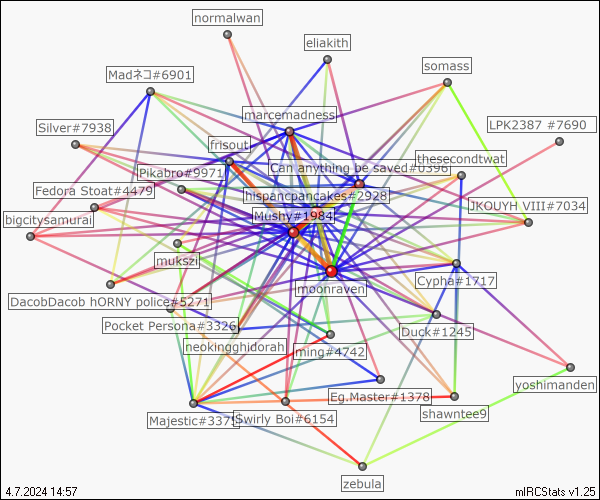 normalwan
eliakith
somass
Madネコ#6901
marcemadness
LPK2387 #7690
Silver#7938
frisout
thesecondtwat
Can anything be saved#0396
Pikabro#9971
Fedora Stoat#4479
hispancpancakes#2928
JKOUYH VIII#7034
bigcitysamurai
Mushy#1984
mukszi
Cypha#1717
moonraven
DacobDacob hORNY police#5271
Pocket Persona#3326
Duck#1245
neokingghidorah
ming#4742
yoshimanden
Eg.Master#1378
Majestic#3375
Swirly Boi#6154
shawntee9
zebula
4.7.2024 14:57
mIRCStats v1.25